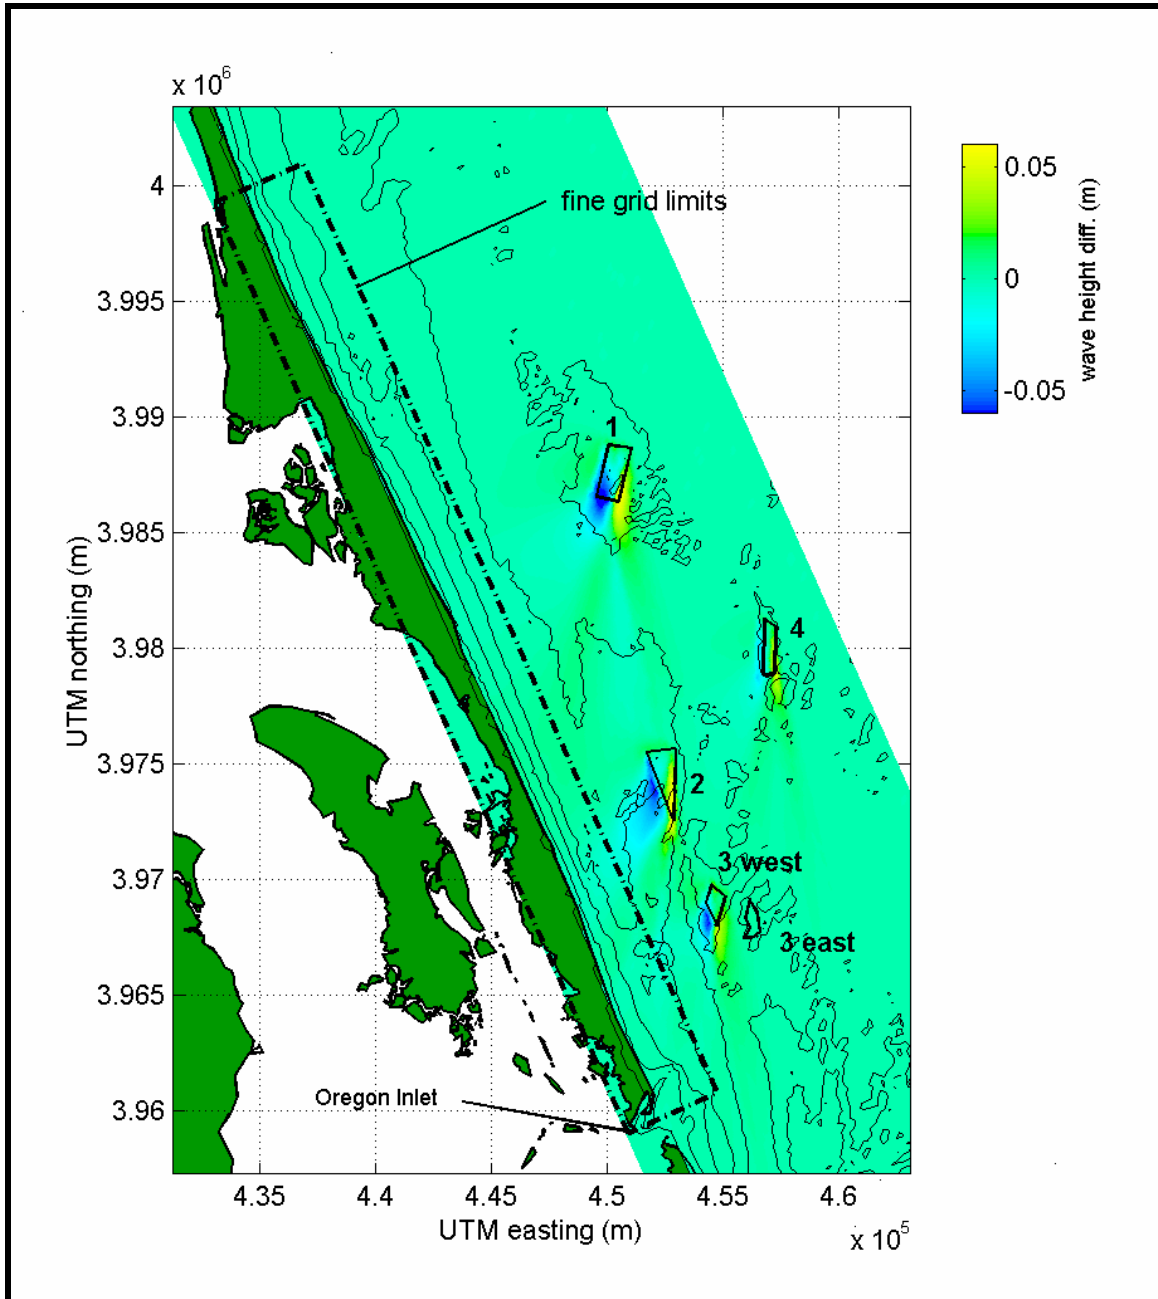 x 10^6
4
3.995
3.99
3.985
3.98
3.975
3.97
3.965
3.96
UTM northing (m)
fine grid limits
1
4
2
3 west
3 east
Oregon Inlet
4.35
4.4
4.45
4.5
4.55
4.6
UTM easting (m)
x 10^5
0.05
0
-0.05
wave height diff. (m)